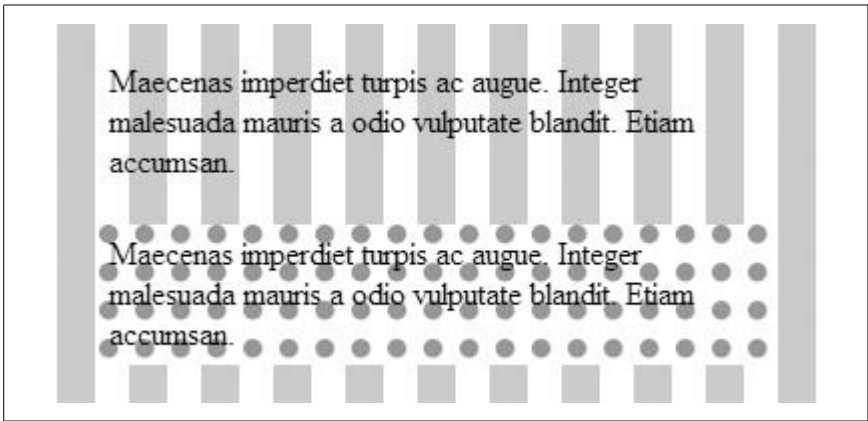 Maecenas imperdiet turpis ac augue. Integer
malesuada mauris a odio vulputate blandit. Etiam
accumsan.
Maecenas imperdiet turpis ac augue. Integer
malesuada mauris a odio vulputate blandit. Etiam
accumsan.